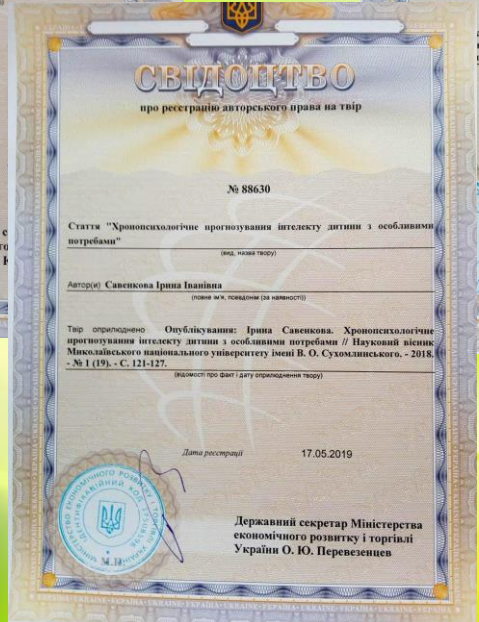 СВІДОЦТВО
про реєстрацію авторського права на твір
№ 88630
Стаття "Хронопсихологічне прогнозування інтелекту дитини з особливими
потребами"
(вид, назва твору)
Автор(и) Савенкова Ірина Іванівна
(повне ім'я, псевдонім (за наявності))
Твір оприлюднено Опублікування: Ірина Савенкова. Хронопсихологічне
прогнозування інтелекту дитини з особливими потребами // Науковий вісник
Миколаївського національного університету імені В. О. Сухомлинського. - 2018.
- № 1 (19). - С. 121-127.
(відомості про факт і дату оприлюднення твору)
Дата реєстрації 17.05.2019
М.П.
Державний секретар Міністерства
економічного розвитку і торгівлі
України О. Ю. Перевезенцев